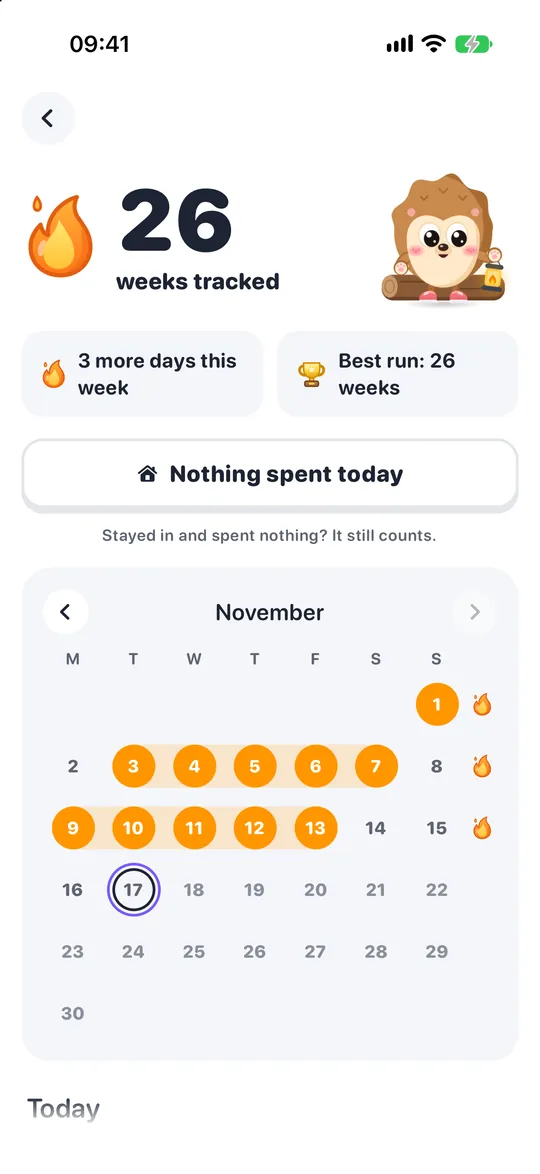 09:41
26
weeks tracked
3 more days this
week
Best run: 26
weeks
Nothing spent today
Stayed in and spent nothing? It still counts.
November
M T W T F S S
1
2 3 4 5 6 7 8
9 10 11 12 13 14 15
16 17 18 19 20 21 22
23 24 25 26 27 28 29
30
Today